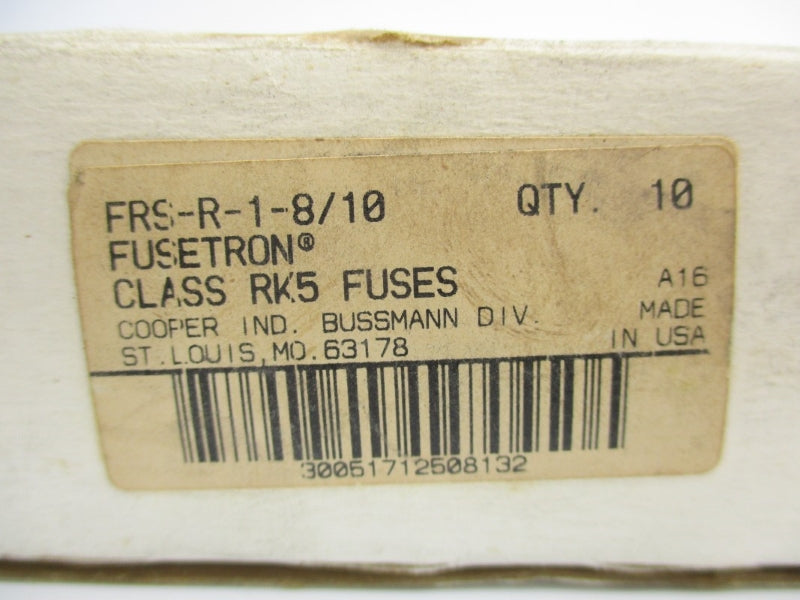 FRS-R-1-8/10 QTY. 10
FUSETRON®
CLASS RK5 FUSES
A16
COOPER IND. BUSSMANN DIV. MADE
ST.LOUIS,MO.63178 IN USA
30051712508132